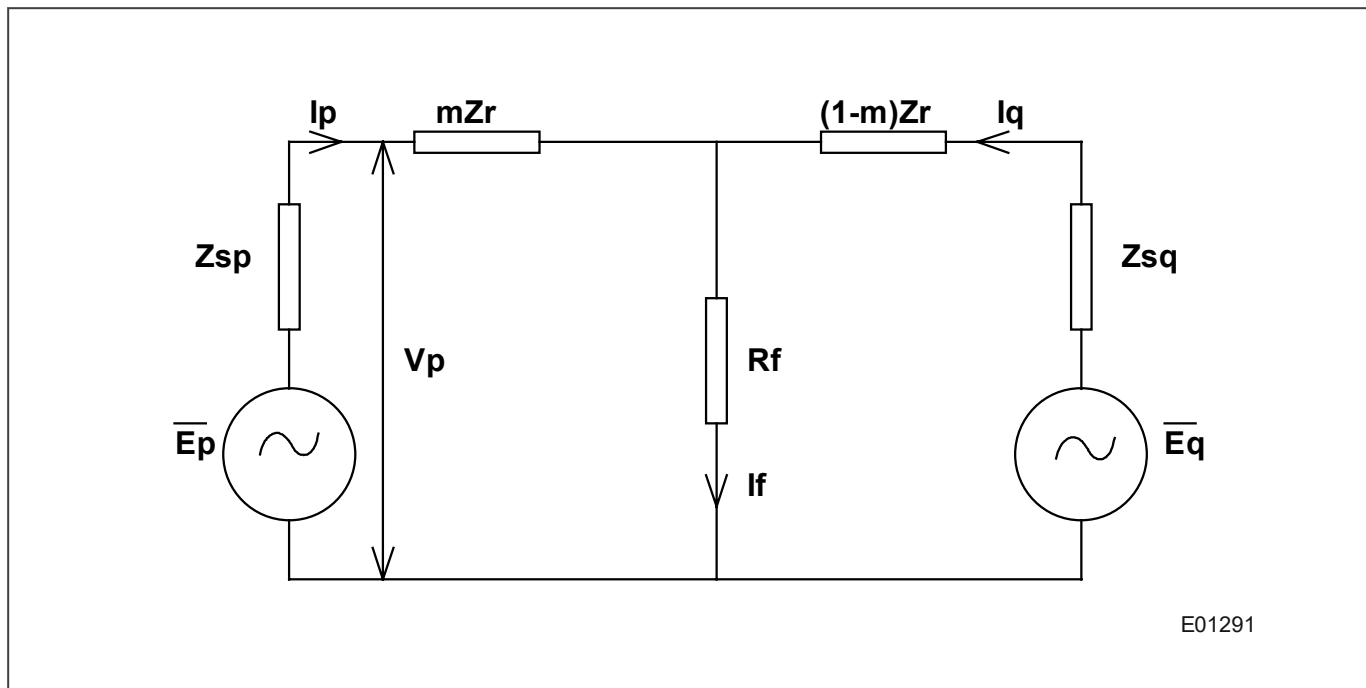 Ip
mZr
(1-m)Zr
Iq
Zsp
Zsq
Vp
Rf
Ep
Eq
If
E01291